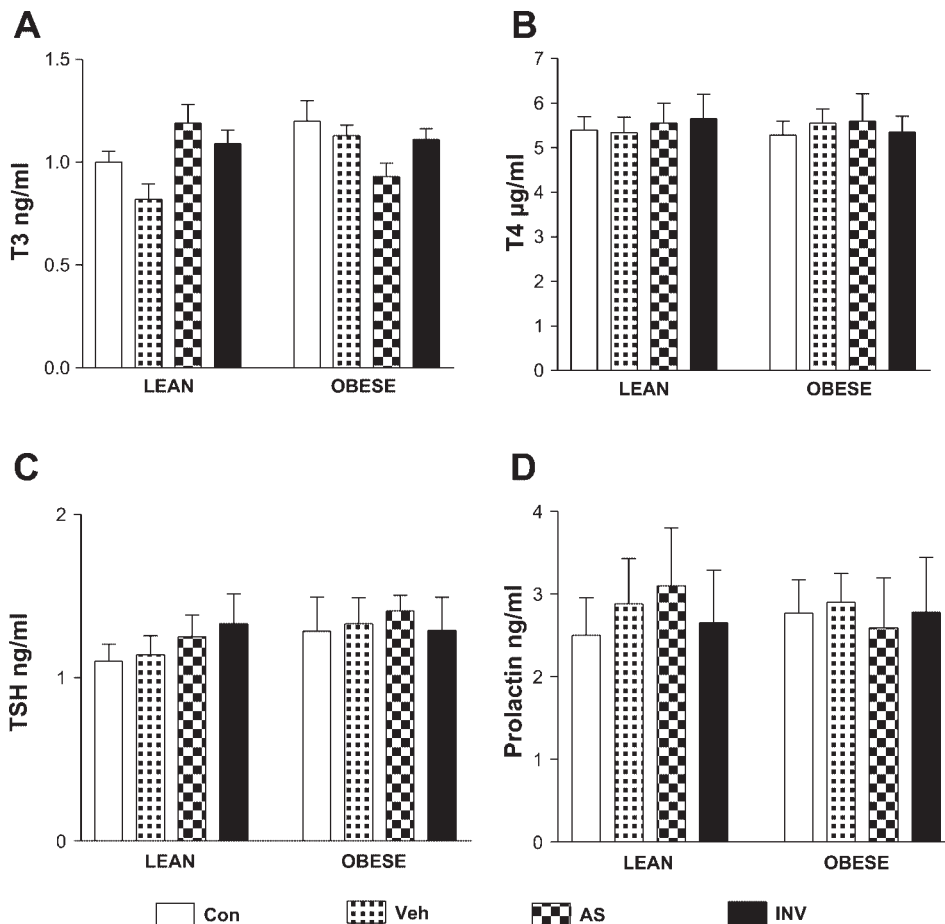 A
T3 ng/ml
1.5
1.0
0.5
0.0
LEAN OBESE
B
T4 µg/ml
7
6
5
4
3
2
1
0
LEAN OBESE
C
TSH ng/ml
2
1
0
LEAN OBESE
D
Prolactin ng/ml
4
3
2
1
0
LEAN OBESE
Con Veh AS INV